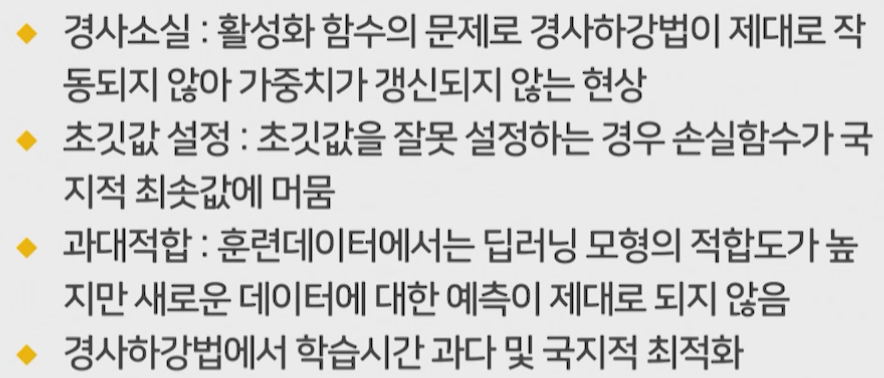 ◆ 경사소실 : 활성화 함수의 문제로 경사하강법이 제대로 작
동되지 않아 가중치가 갱신되지 않는 현상
◆ 초깃값 설정 : 초깃값을 잘못 설정하는 경우 손실함수가 국
지적 최솟값에 머뭄
◆ 과대적합 : 훈련데이터에서는 딥러닝 모형의 적합도가 높
지만 새로운 데이터에 대한 예측이 제대로 되지 않음
◆ 경사하강법에서 학습시간 과다 및 국지적 최적화